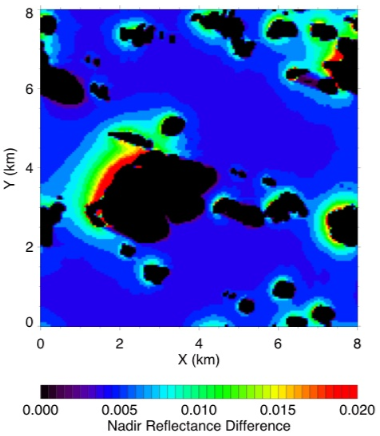 8
6
4
2
0
Y (km)
0 2 4 6 8
X (km)
0.000 0.005 0.010 0.015 0.020
Nadir Reflectance Difference